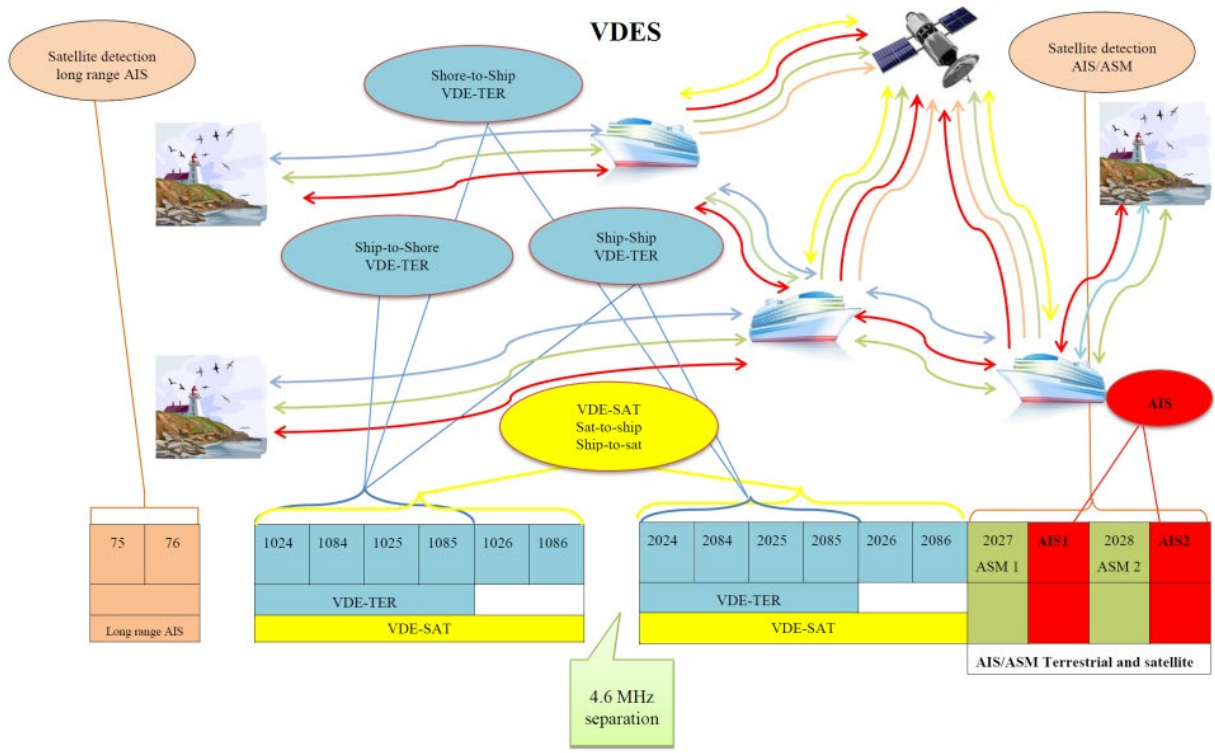 VDES
Satellite detection
long range AIS
Shore-to-Ship
VDE-TER
Satellite detection
AIS/ASM
Ship-to-Shore
VDE-TER
Ship-Ship
VDE-TER
VDE-SAT
Sat-to-ship
Ship-to-sat
AIS
75 76
Long range AIS
1024 1084 1025 1085 1026 1086
VDE-TER
VDE-SAT
2024 2084 2025 2085 2026 2086
VDE-TER
VDE-SAT
2027 AIS1 2028 AIS2
ASM 1 ASM 2
AIS/ASM Terrestrial and satellite
4.6 MHz
separation